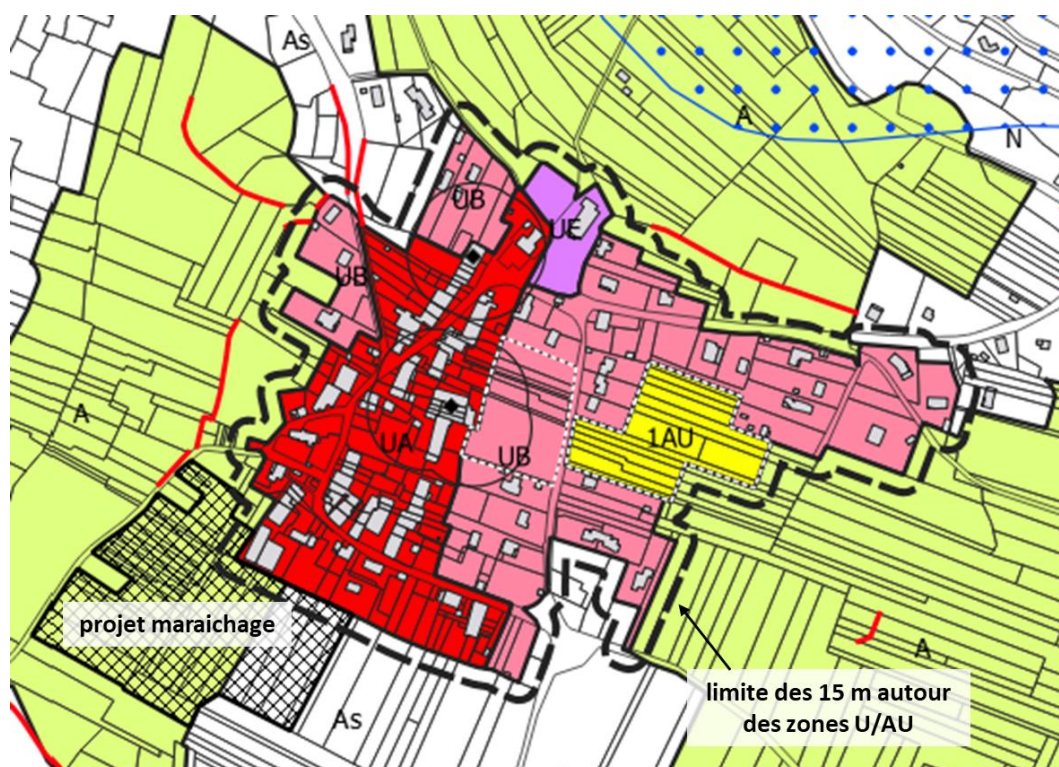 As
A
N
UB
UE
UB
1AU
A
UA
UB
projet maraichage
A
limite des 15 m autour
des zones U/AU
As